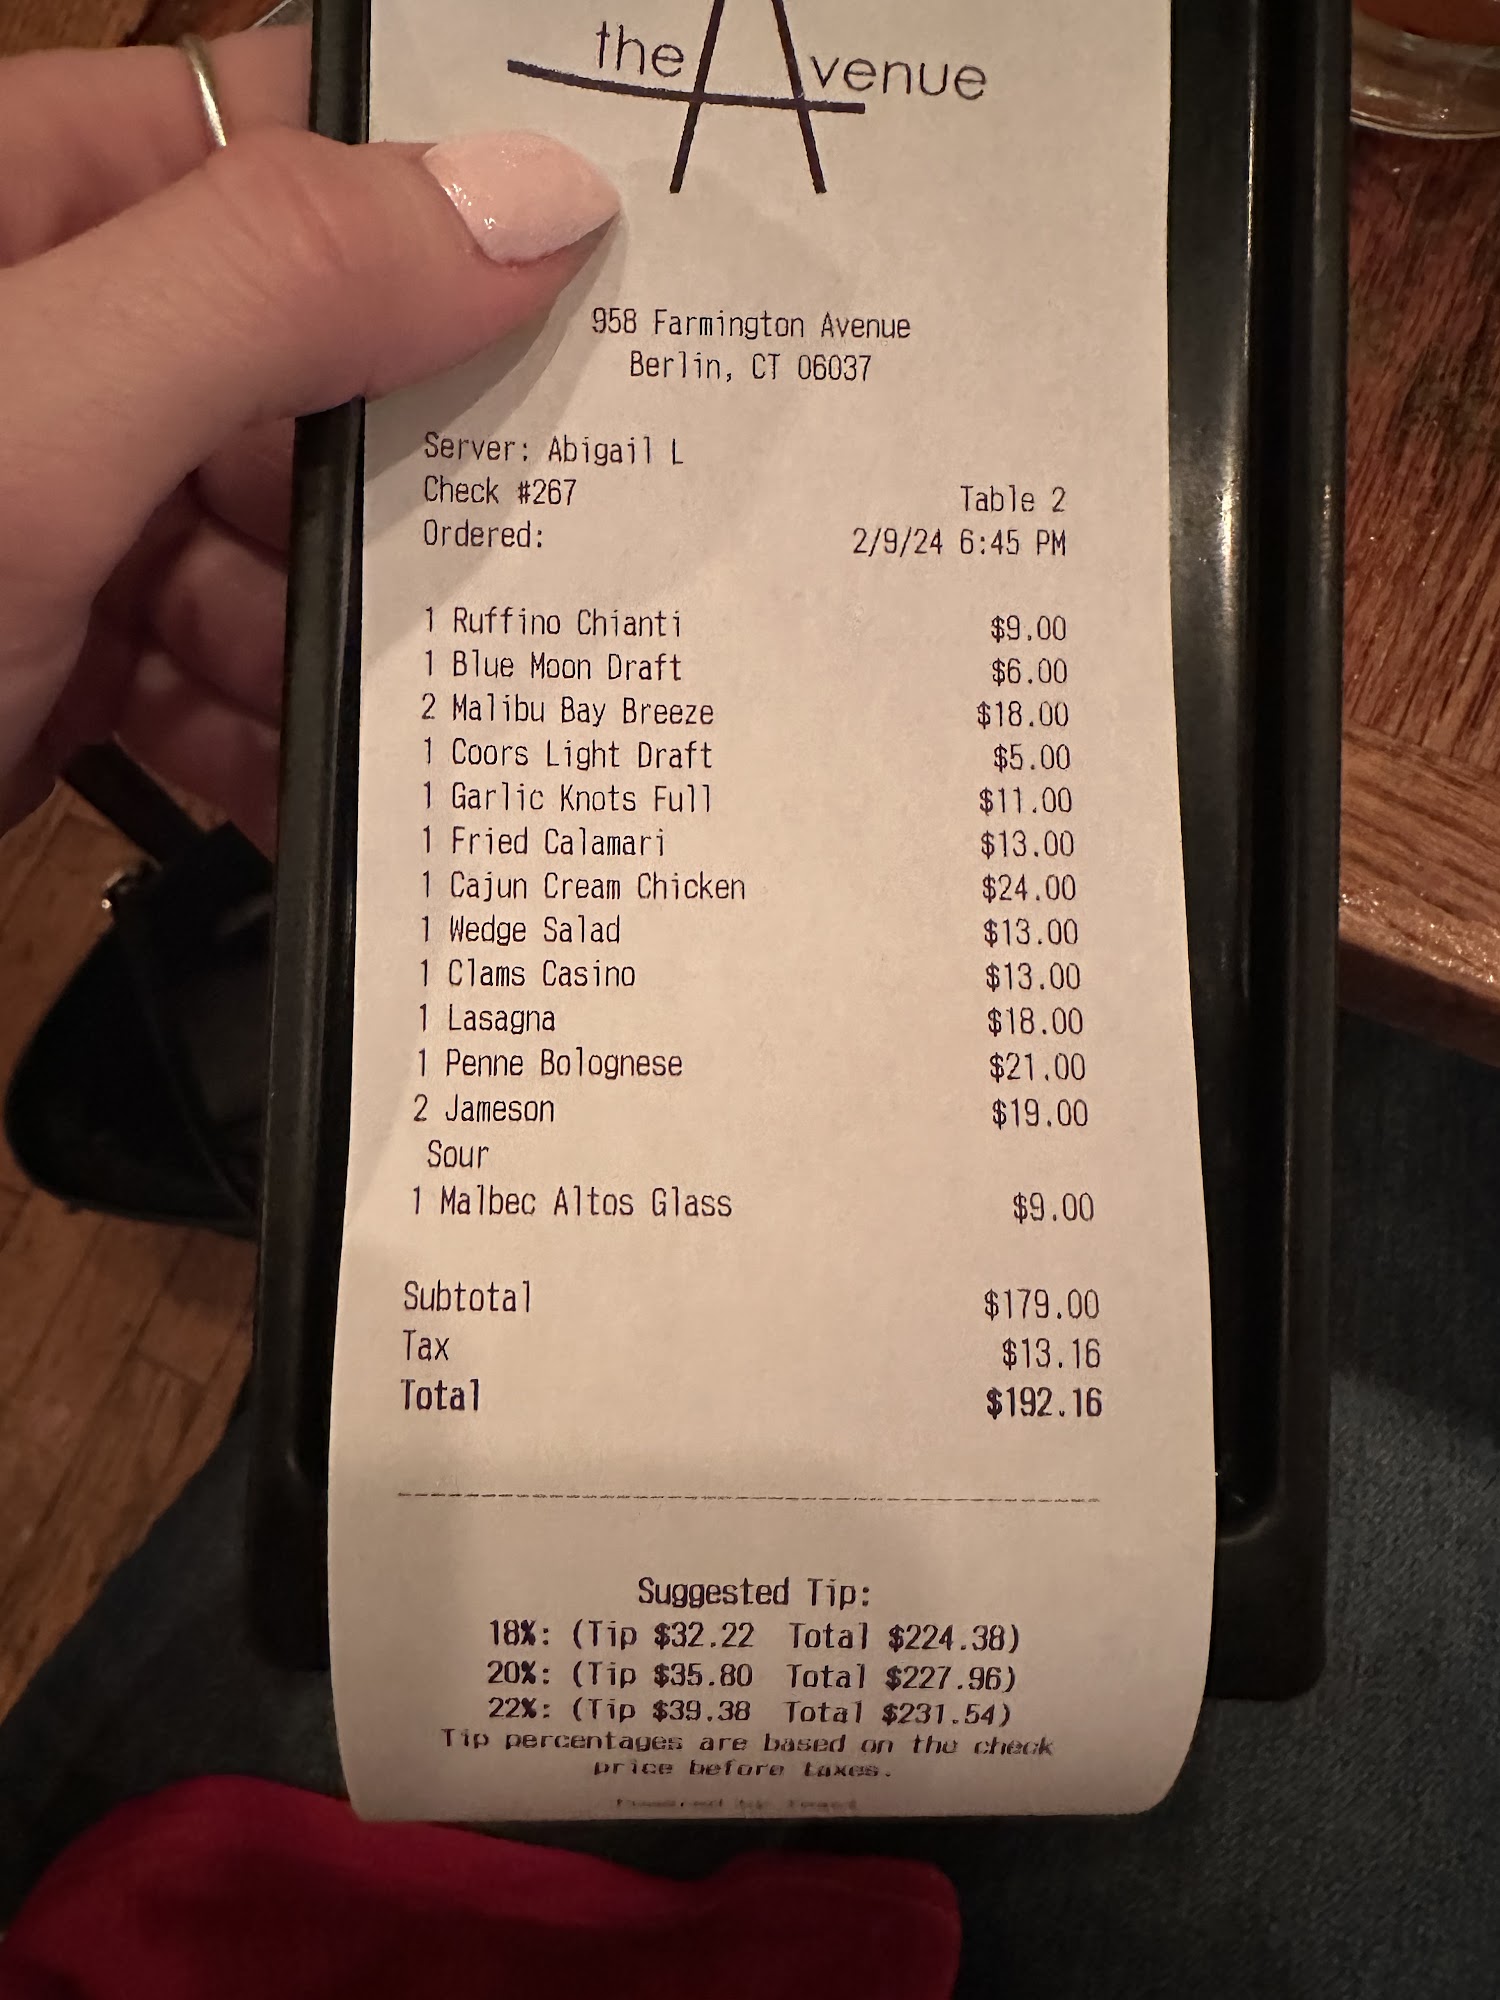 the Avenue
958 Farmington Avenue
Berlin, CT 06037
Server: Abigail L
Check #267 Table 2
Ordered: 2/9/24 6:45 PM
1 Ruffino Chianti $9.00
1 Blue Moon Draft $6.00
2 Malibu Bay Breeze $18.00
1 Coors Light Draft $5.00
1 Garlic Knots Full $11.00
1 Fried Calamari $13.00
1 Cajun Cream Chicken $24.00
1 Wedge Salad $13.00
1 Clams Casino $13.00
1 Lasagna $18.00
1 Penne Bolognese $21.00
2 Jameson $19.00
Sour
1 Malbec Altos Glass $9.00
Subtotal $179.00
Tax $13.16
Total $192.16
Suggested Tip:
18%: (Tip $32.22 Total $224.38)
20%: (Tip $35.80 Total $227.96)
22%: (Tip $39.38 Total $231.54)
Tip percentages are based on the check
price before taxes.